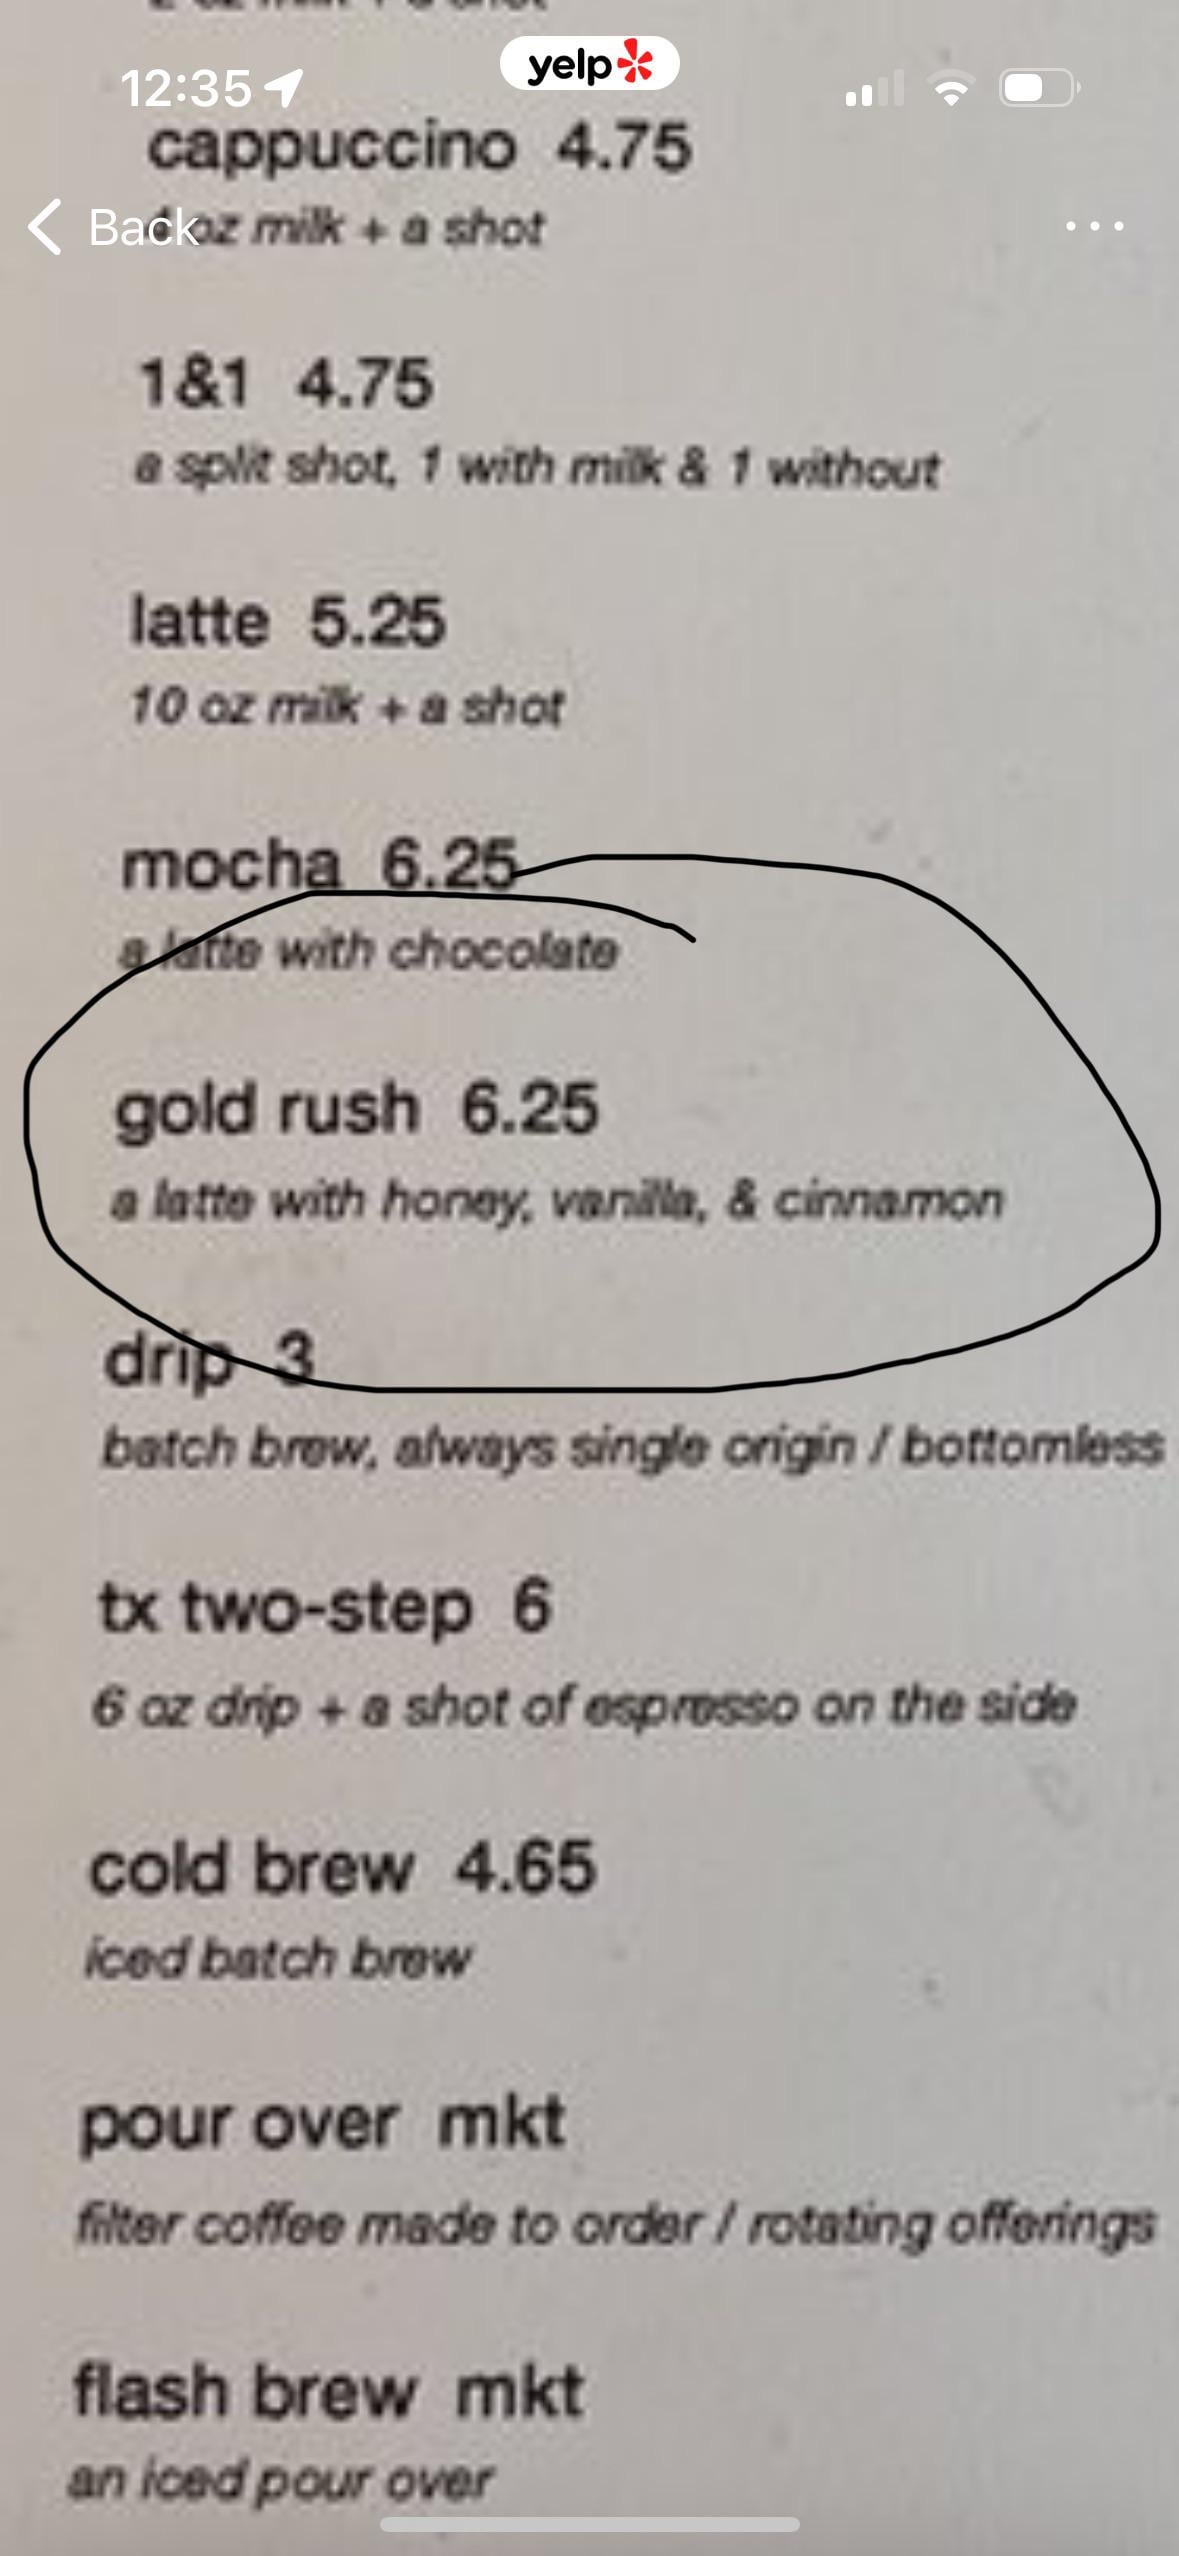 12:35
yelp
cappuccino 4.75
Back
oz milk + a shot
1&1 4.75
a split shot, 1 with milk & 1 without
latte 5.25
10 oz milk + a shot
mocha 6.25
a latte with chocolate
gold rush 6.25
a latte with honey, vanilla, & cinnamon
drip 3
batch brew, always single origin / bottomless
tx two-step 6
6 oz drip + a shot of espresso on the side
cold brew 4.65
iced batch brew
pour over mkt
filter coffee made to order / rotating offerings
flash brew mkt
an iced pour over